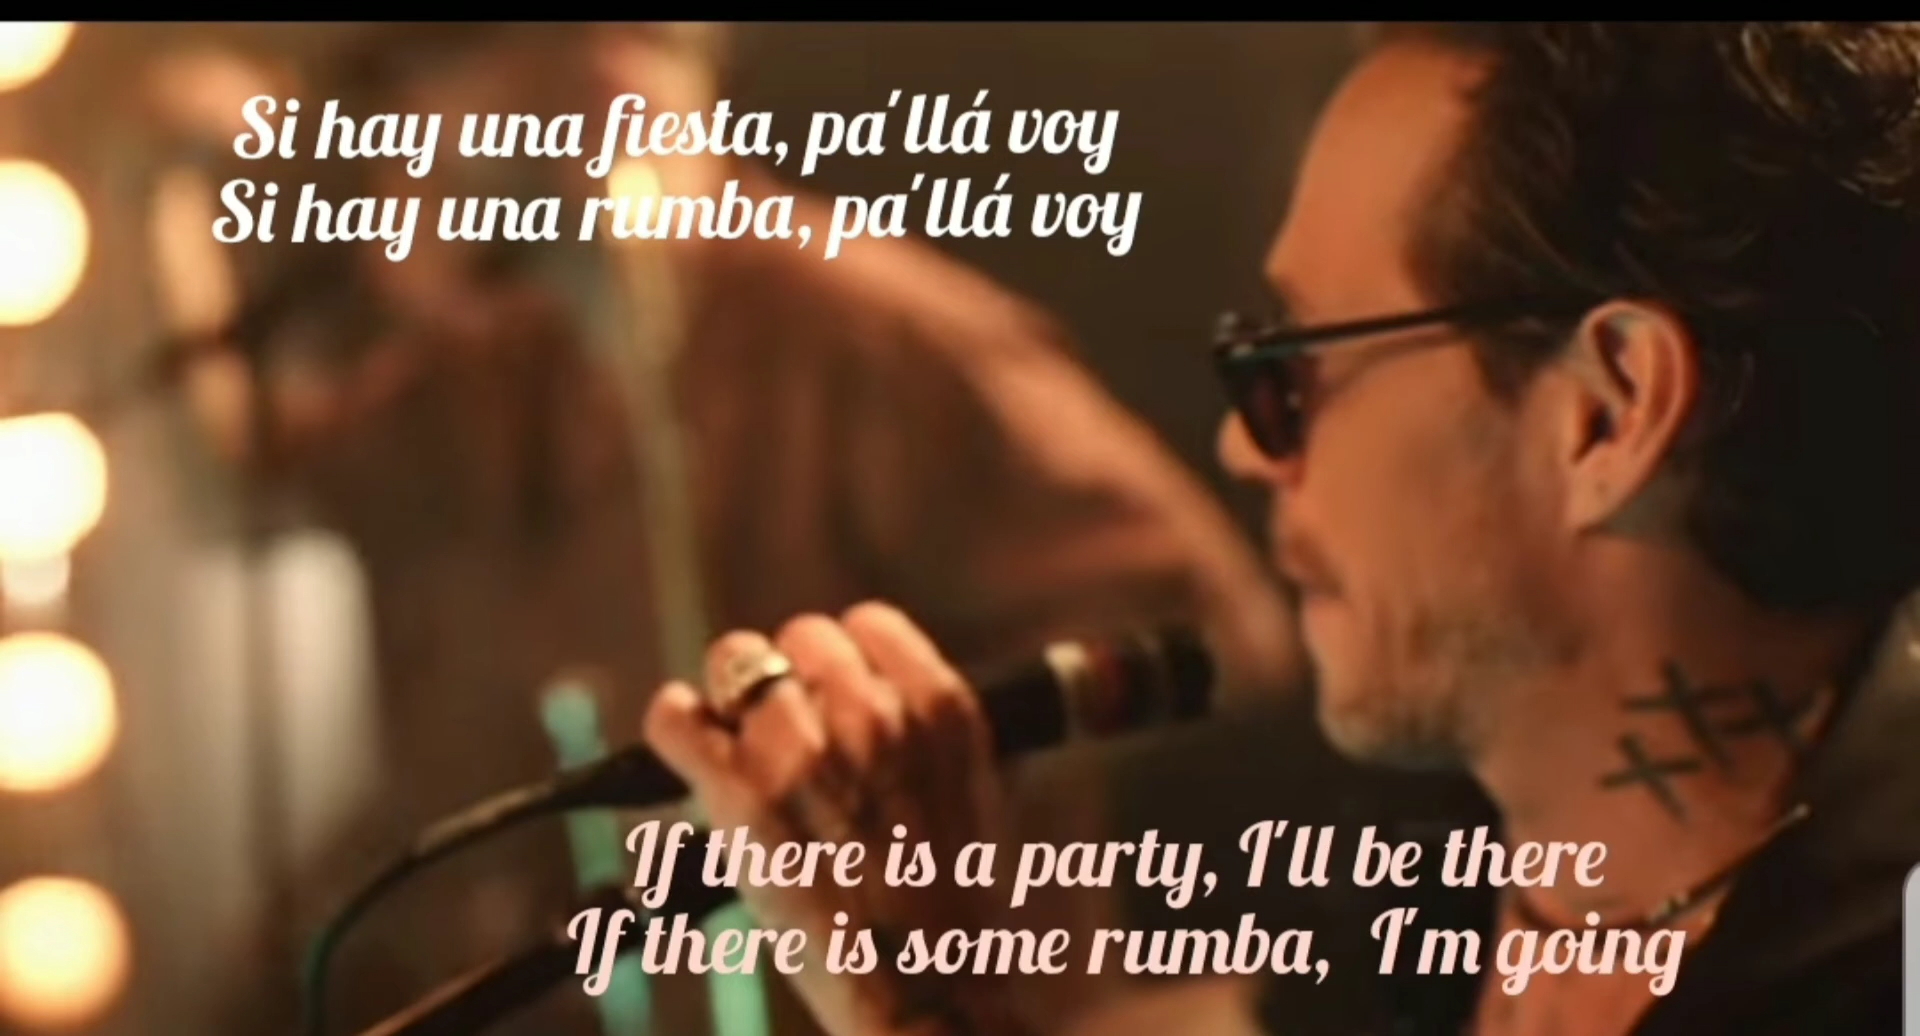 Si hay una fiesta, pa'llá voy
Si hay una rumba, pa'llá voy
If there is a party, I'll be there
If there is some rumba, I'm going